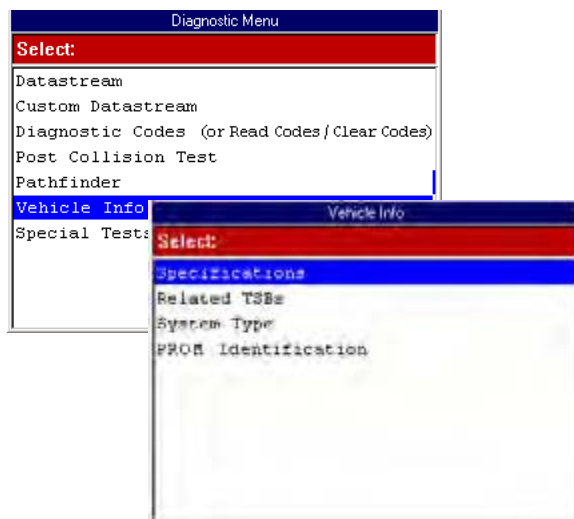 Diagnostic Menu
Select:
Datastream
Custom Datastream
Diagnostic Codes (or Read Codes / Clear Codes)
Post Collision Test
Pathfinder
Vehicle Info
Special Tests
Vehicle Info
Select:
Specifications
Related TSBs
System Type
PROM Identification